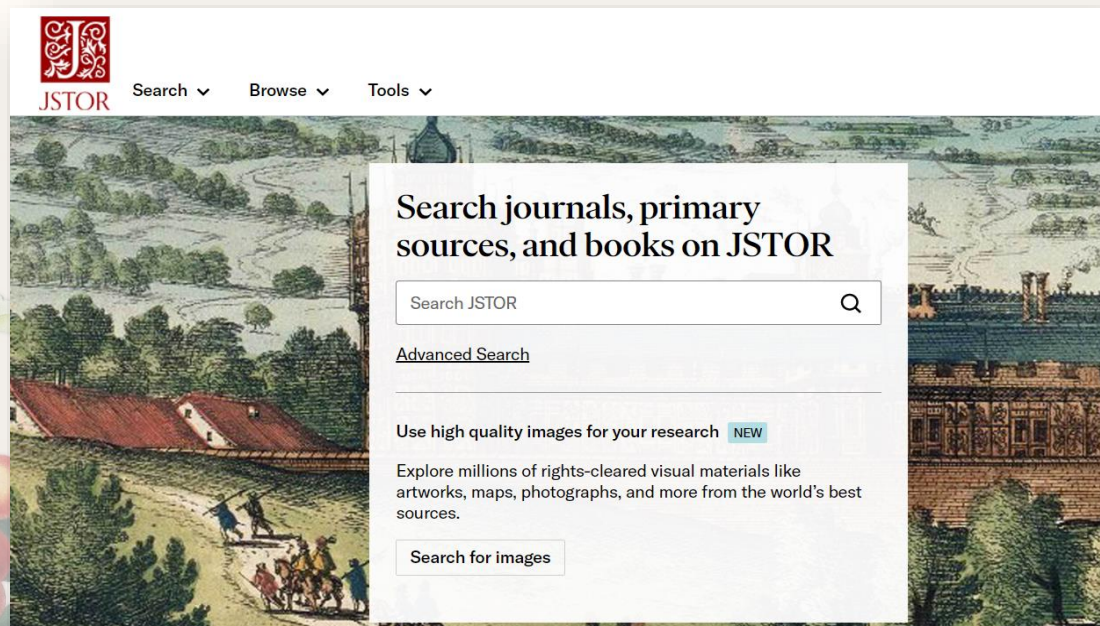 JSTOR
Search Browse Tools
Search journals, primary
sources, and books on JSTOR
Search JSTOR
Advanced Search
Use high quality images for your research NEW
Explore millions of rights-cleared visual materials like
artworks, maps, photographs, and more from the world’s best
sources.
Search for images